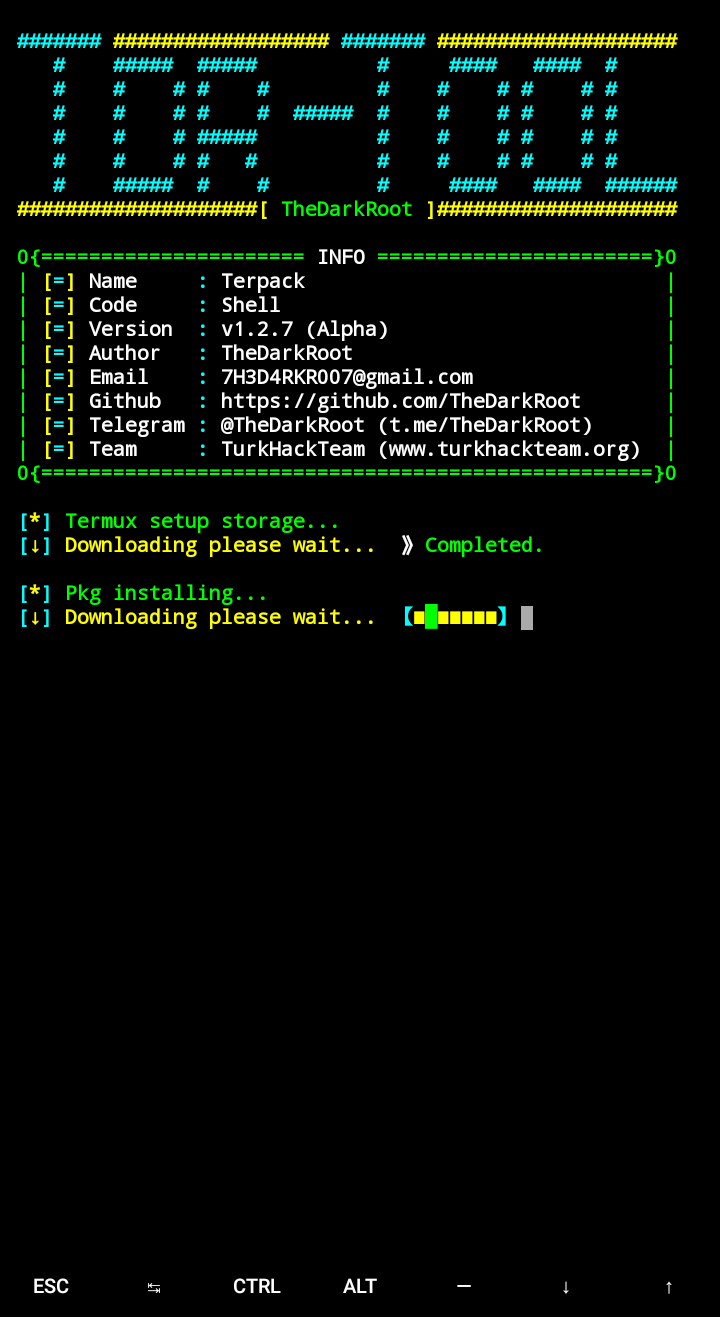 TDR-TOOL
[ TheDarkRoot ]
O{====================== INFO =======================}O
| [=] Name     : Terpack |
| [=] Code     : Shell |
| [=] Version  : v1.2.7 (Alpha) |
| [=] Author   : TheDarkRoot |
| [=] Email    : 7H3D4RKR007@gmail.com |
| [=] Github   : https://github.com/TheDarkRoot |
| [=] Telegram : @TheDarkRoot (t.me/TheDarkRoot) |
| [=] Team     : TurkHackTeam (www.turkhackteam.org) |
O{===================================================}O
[*] Termux setup storage...
[↓] Downloading please wait...  ⟫ Completed.
[*] Pkg installing...
[↓] Downloading please wait...  【■■■■■■■】
ESC ↹ CTRL ALT — ↓ ↑